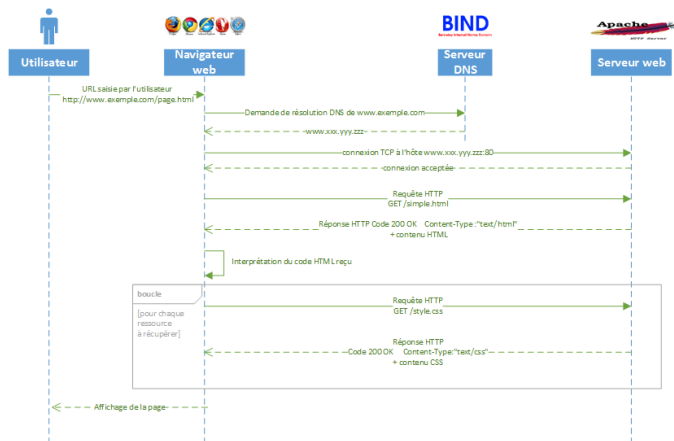 BIND
Apache
HTTP Server
Utilisateur
Navigateur
web
Serveur
DNS
Serveur web
URL saisie par l'utilisateur
http://www.exemple.com/page.html
Demande de résolution DNS de www.exemple.com
www.xxx.yyy.zzz
connexion TCP à l'hôte www.xxx.yyy.zzz:80
connexion acceptée
Requête HTTP
GET /simple.html
Réponse HTTP Code 200 OK Content-Type :"text/html"
+ contenu HTML
Interprétation du code HTML reçu
boucle
[pour chaque
ressource
à récupérer]
Requête HTTP
GET /style.css
Réponse HTTP
Code 200 OK Content-Type:"text/css"
+ contenu CSS
Affichage de la page